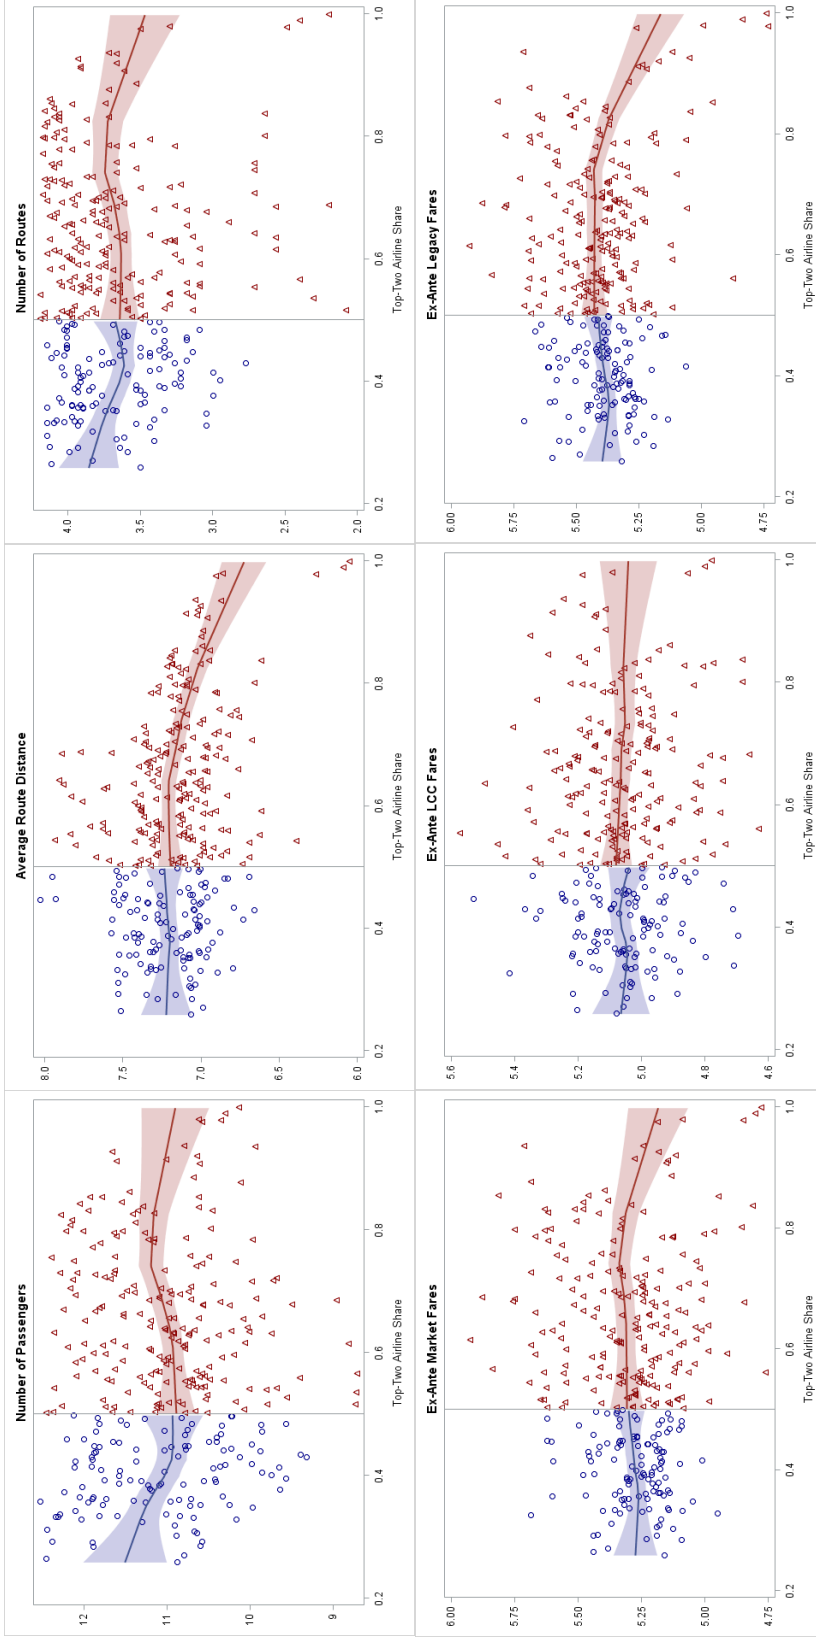 Number of Passengers
12
11
10
9
0.2 0.4 0.6 0.8 1.0
Top-Two Airline Share
Average Route Distance
8.0
7.5
7.0
6.5
6.0
0.2 0.4 0.6 0.8 1.0
Top-Two Airline Share
Number of Routes
4.0
3.5
3.0
2.5
2.0
0.2 0.4 0.6 0.8 1.0
Top-Two Airline Share
Ex-Ante Market Fares
6.00
5.75
5.50
5.25
5.00
4.75
0.2 0.4 0.6 0.8 1.0
Top-Two Airline Share
Ex-Ante LCC Fares
5.6
5.4
5.2
5.0
4.8
4.6
0.2 0.4 0.6 0.8 1.0
Top-Two Airline Share
Ex-Ante Legacy Fares
6.00
5.75
5.50
5.25
5.00
4.75
0.2 0.4 0.6 0.8 1.0
Top-Two Airline Share